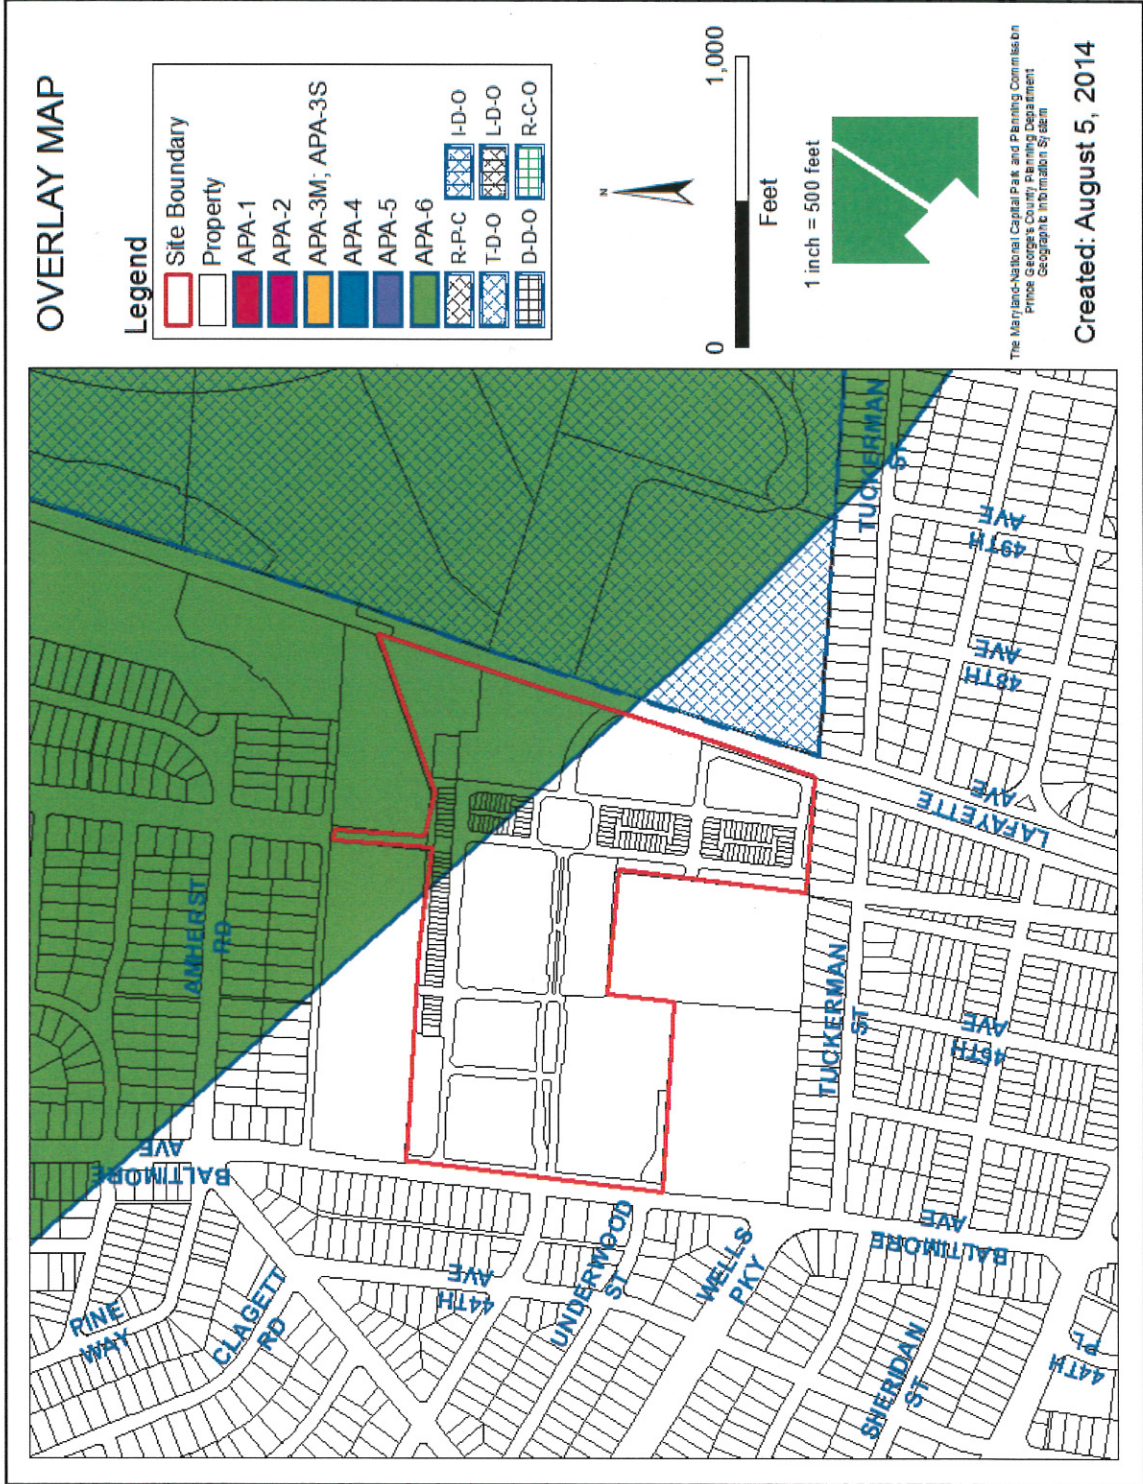 OVERLAY MAP
Legend
Site Boundary
Property
APA-1
APA-2
APA-3M; APA-3S
APA-4
APA-5
APA-6
R-P-C
I-D-O
T-D-O
L-D-O
D-D-O
R-C-O
N
0
1,000
Feet
1 inch = 500 feet
The Maryland-National Capital Park and Planning Commission
Prince George's County Planning Department
Geographic Information System
Created: August 5, 2014
PINE
WAY
CLAGETT
RD
BALTIMORE
AVE
AMHERST
RD
44TH
AVE
UNDERWOOD
ST
WELLS
PKY
SHERIDAN
ST
44TH
PL
BALTIMORE
AVE
TUCKERMAN
ST
46TH
AVE
LAFAYETTE
AVE
48TH
AVE
49TH
AVE
TUCKERMAN
ST